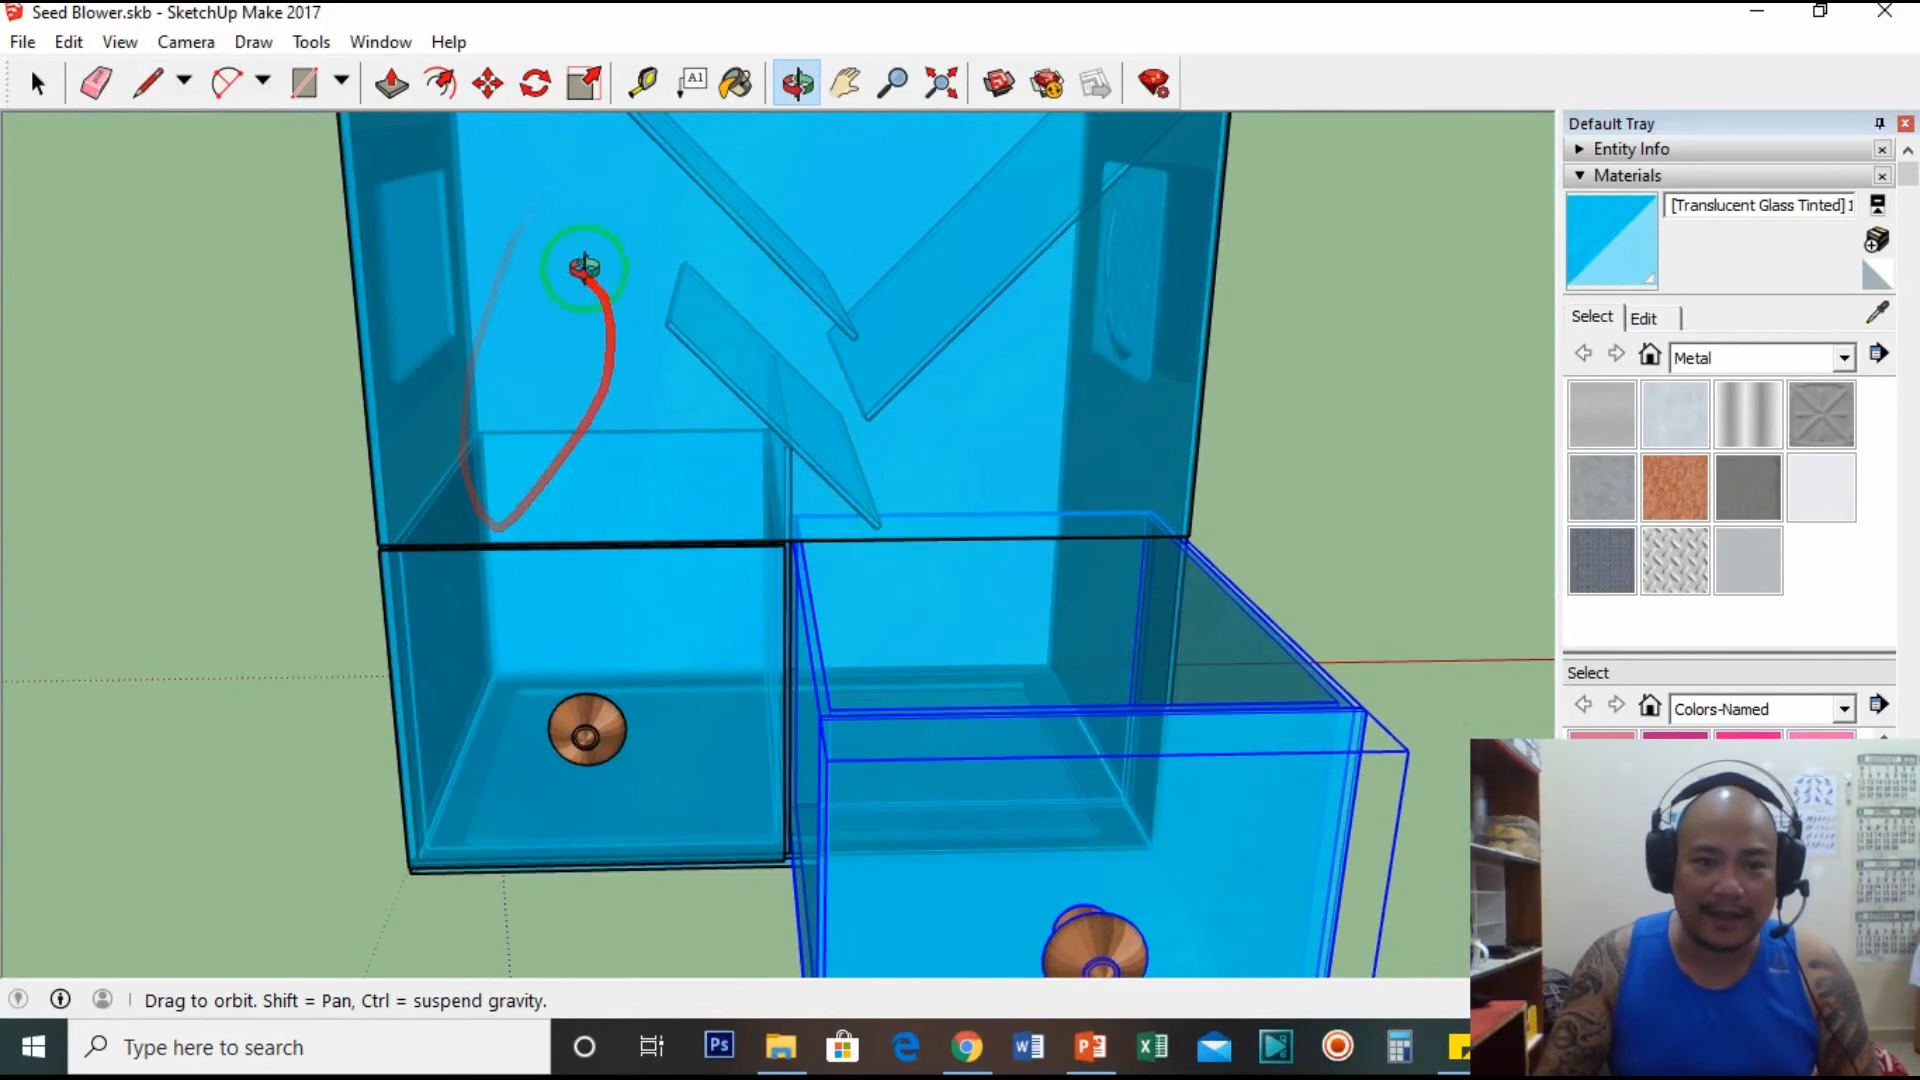 Seed Blower.skb - SketchUp Make 2017
File Edit View Camera Draw Tools Window Help
A1
Default Tray
Entity Info
Materials
[Translucent Glass Tinted]1
Select Edit
Metal
Select
Colors-Named
Drag to orbit. Shift = Pan, Ctrl = suspend gravity.
Type here to search
Ps